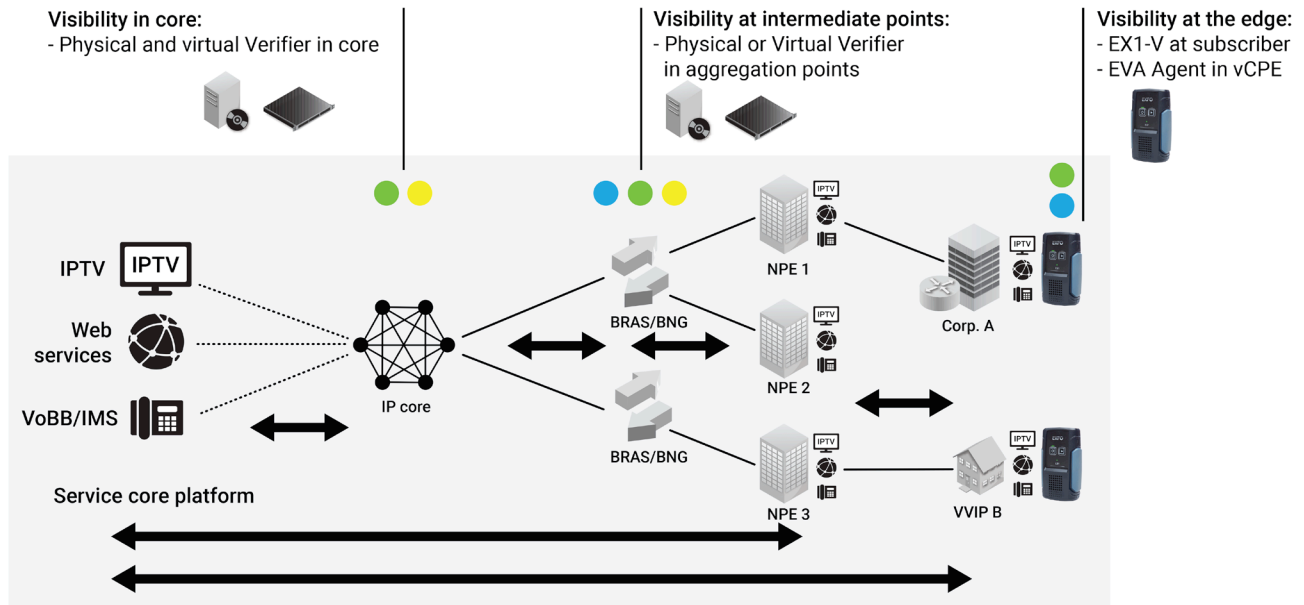 Visibility in core:
- Physical and virtual Verifier in core
Visibility at intermediate points:
- Physical or Virtual Verifier
in aggregation points
Visibility at the edge:
- EX1-V at subscriber
- EVA Agent in vCPE
EXFO
IPTV
IPTV
Web
services
VoBB/IMS
IP core
BRAS/BNG
BRAS/BNG
IPTV
NPE 1
IPTV
NPE 2
IPTV
NPE 3
IPTV
EXFO
Corp. A
IPTV
EXFO
VVIP B
Service core platform